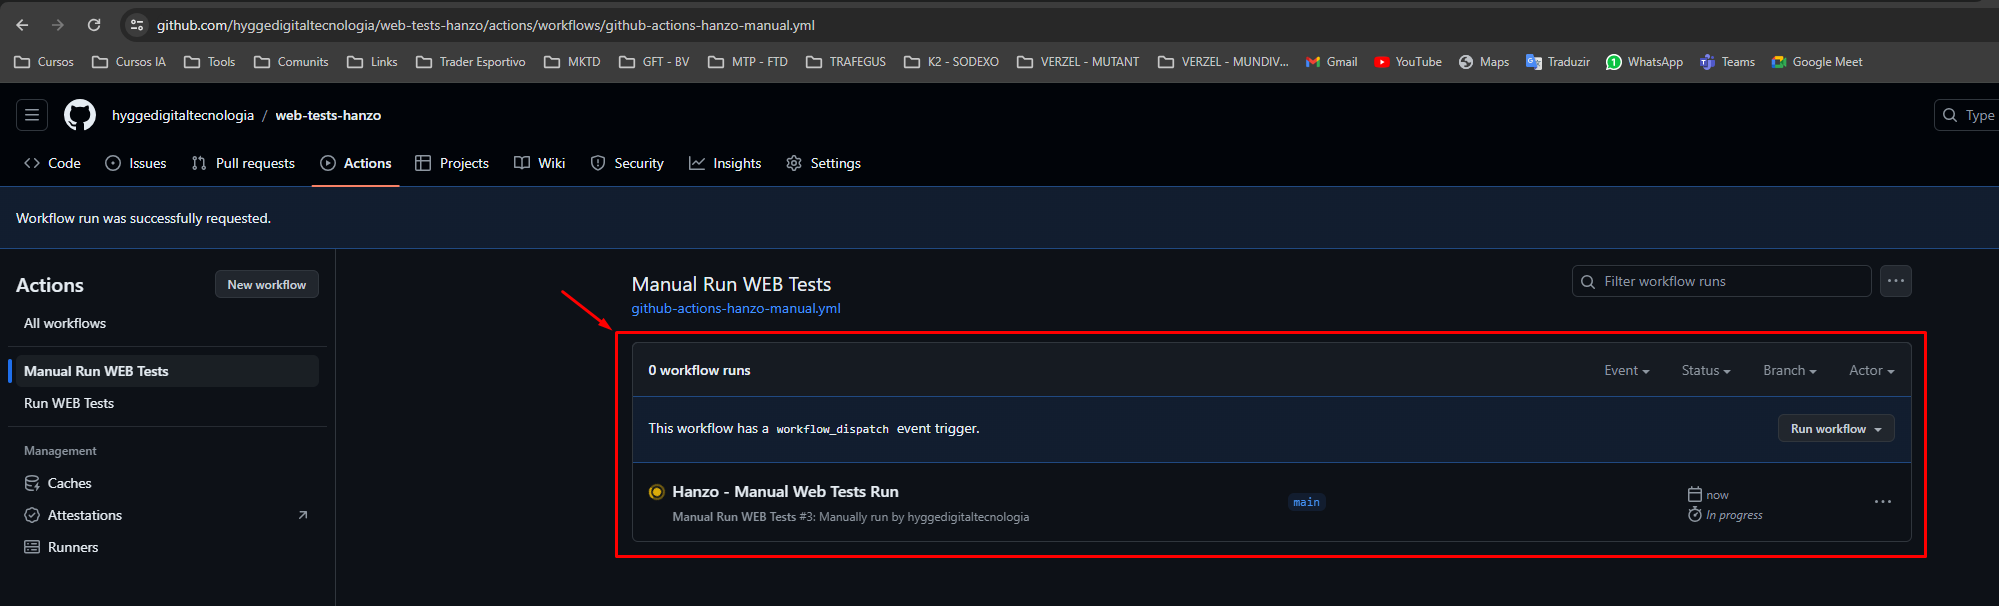 github.com/hyggedigitaltecnologia/web-tests-hanzo/actions/workflows/github-actions-hanzo-manual.yml
Cursos Cursos IA Tools Comunits Links Trader Esportivo MKTD GFT - BV MTP - FTD TRAFEGUS K2 - SODEXO VERZEL - MUTANT VERZEL - MUNDIV... Gmail YouTube Maps Traduzir WhatsApp Teams Google Meet
hyggedigitaltecnologia / web-tests-hanzo
Type
Code Issues Pull requests Actions Projects Wiki Security Insights Settings
Workflow run was successfully requested.
Actions
New workflow
All workflows
Manual Run WEB Tests
Run WEB Tests
Management
Caches
Attestations
Runners
Manual Run WEB Tests
github-actions-hanzo-manual.yml
Filter workflow runs
0 workflow runs
Event Status Branch Actor
This workflow has a workflow_dispatch event trigger.
Run workflow
Hanzo - Manual Web Tests Run
Manual Run WEB Tests #3: Manually run by hyggedigitaltecnologia
main
now
In progress